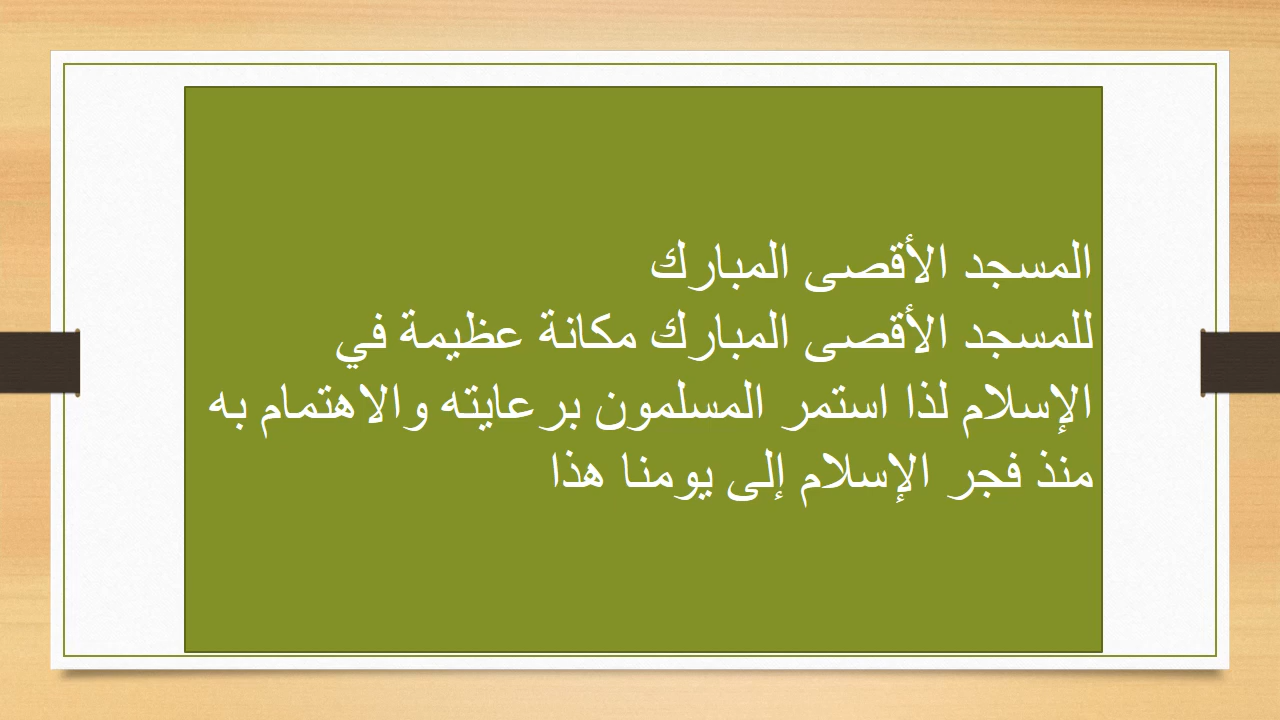 المسجد الأقصى المبارك
للمسجد الأقصى المبارك مكانة عظيمة في
الإسلام لذا استمر المسلمون برعايته والاهتمام به
منذ فجر الإسلام إلى يومنا هذا